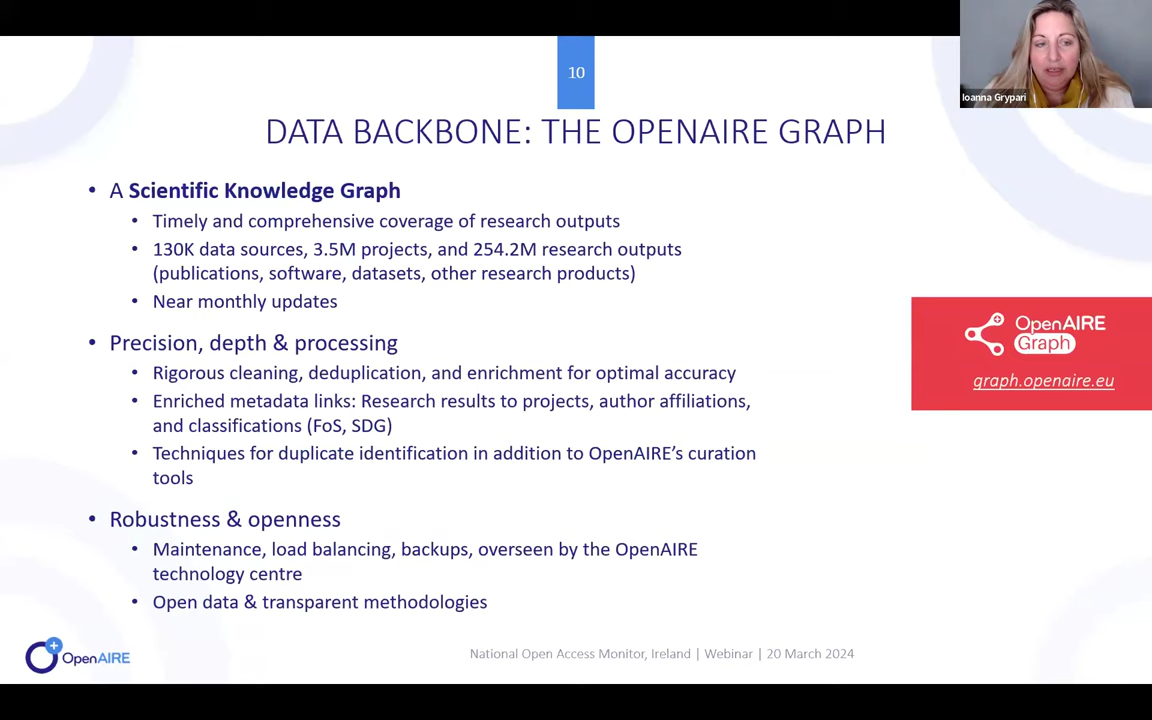 10
Ioanna Grypari
DATA BACKBONE: THE OPENAIRE GRAPH
• A Scientific Knowledge Graph
• Timely and comprehensive coverage of research outputs
• 130K data sources, 3.5M projects, and 254.2M research outputs
(publications, software, datasets, other research products)
• Near monthly updates
• Precision, depth & processing
• Rigorous cleaning, deduplication, and enrichment for optimal accuracy
• Enriched metadata links: Research results to projects, author affiliations,
and classifications (FoS, SDG)
• Techniques for duplicate identification in addition to OpenAIRE’s curation
tools
• Robustness & openness
• Maintenance, load balancing, backups, overseen by the OpenAIRE
technology centre
• Open data & transparent methodologies
OpenAIRE
Graph
graph.openaire.eu
OpenAIRE
National Open Access Monitor, Ireland | Webinar | 20 March 2024